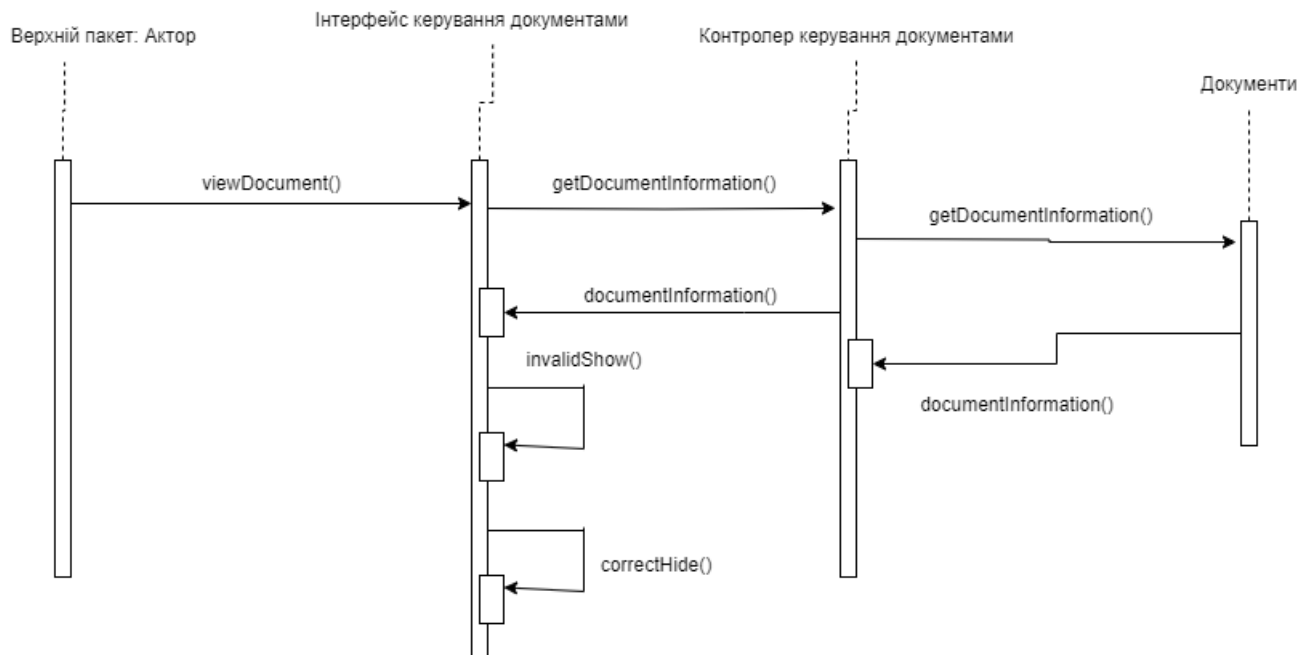 Інтерфейс керування документами
Верхній пакет: Актор
Контролер керування документами
Документи
viewDocument()
getDocumentInformation()
getDocumentInformation()
documentInformation()
invalidShow()
documentInformation()
correctHide()